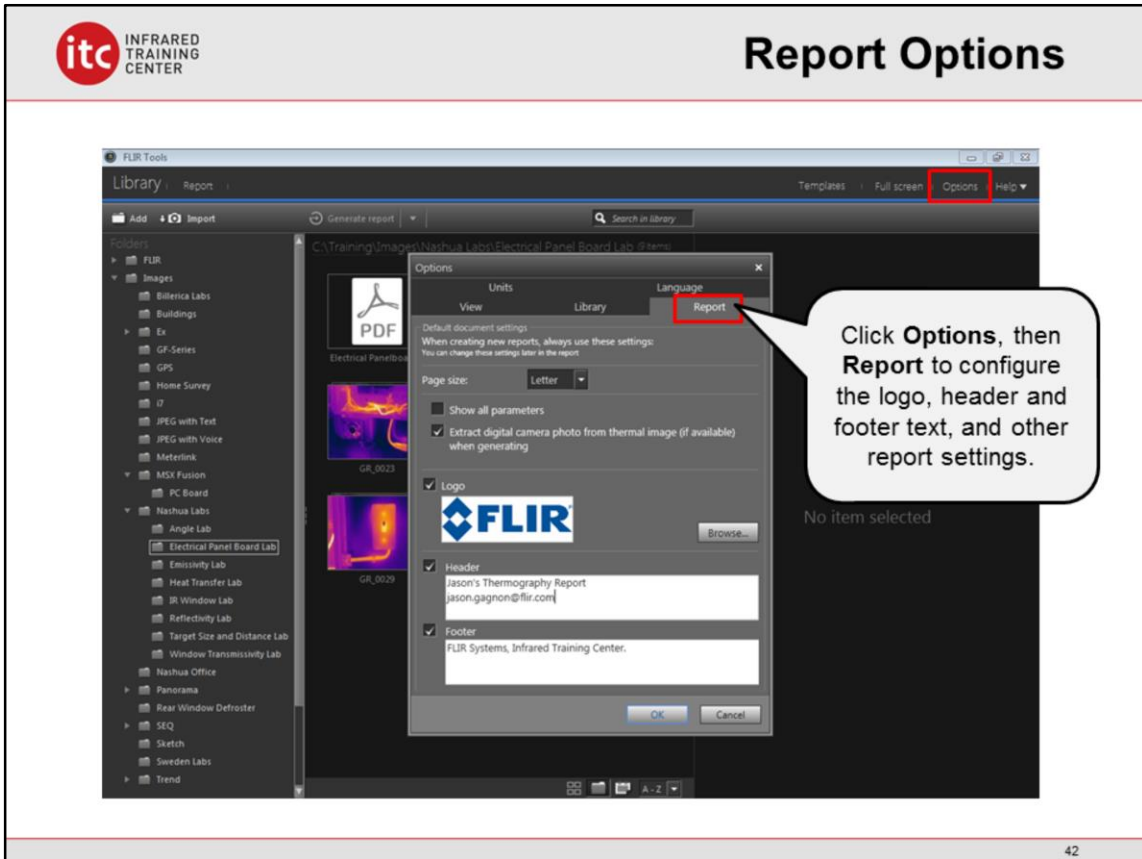 itc INFRARED
TRAINING
CENTER
Report Options
FLIR Tools
Library Report
Templates Full screen Options Help
Add Import Generate report Search in library
Folders
FLIR
Images
Billerica Labs
Buildings
Ex
GF-Series
GPS
Home Survey
i7
JPEG with Text
JPEG with Voice
Meterlink
MSX Fusion
PC Board
Nashua Labs
Angle Lab
Electrical Panel Board Lab
Emissivity Lab
Heat Transfer Lab
IR Window Lab
Reflectivity Lab
Target Size and Distance Lab
Window Transmissivity Lab
Nashua Office
Panorama
Rear Window Defroster
SEQ
Sketch
Sweden Labs
Trend
C:\Training\Images\Nashua Labs\Electrical Panel Board Lab (9 items)
PDF
Electrical Panelboa
GR_0023
GR_0029
Options
Units Language
View Library Report
Default document settings
When creating new reports, always use these settings:
You can change these settings later in the report
Page size: Letter
Show all parameters
Extract digital camera photo from thermal image (if available)
when generating
Logo
FLIR
Browse...
Header
Jason's Thermography Report
jason.gagnon@flir.com
Footer
FLIR Systems, Infrared Training Center.
OK Cancel
A-Z
No item selected
Click Options, then
Report to configure
the logo, header and
footer text, and other
report settings.
42